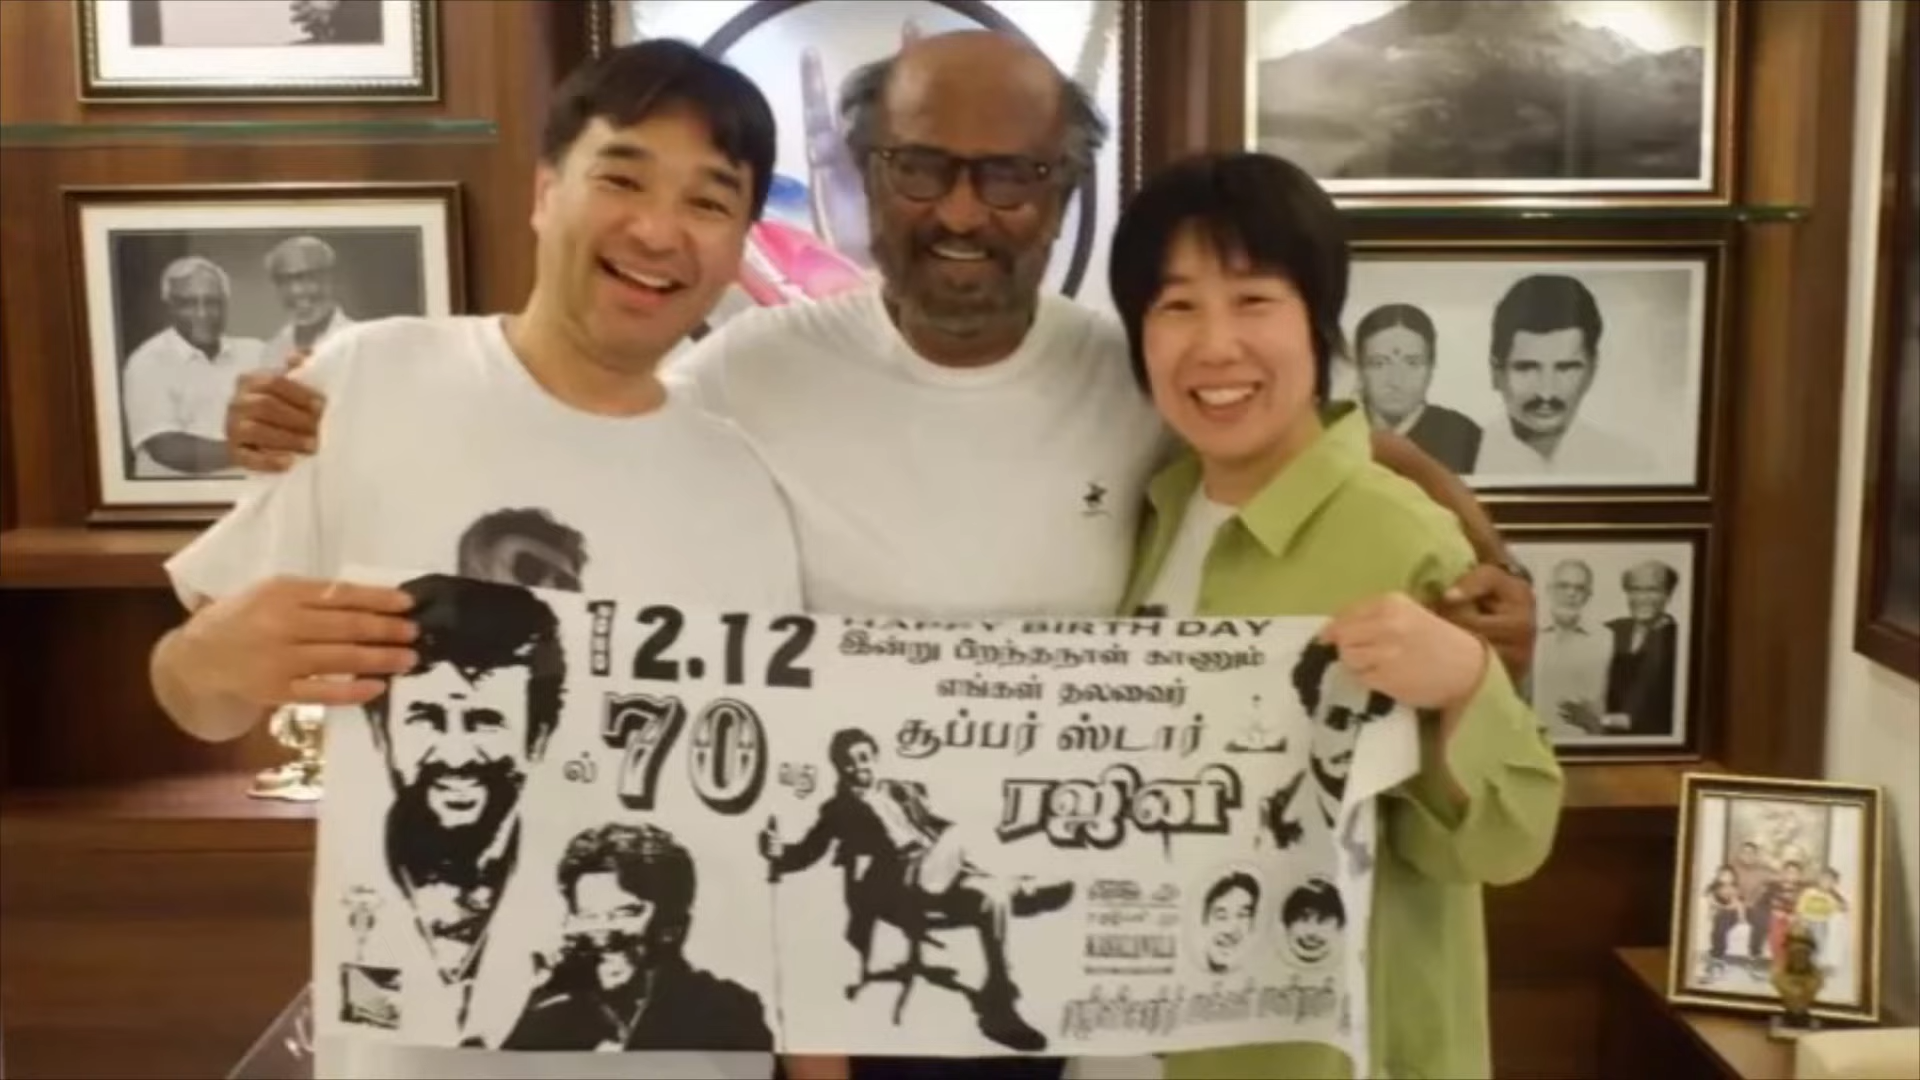 12.12
HAPPY BIRTH DAY
இன்று பிறந்தநாள் காணும்
எங்கள் தலைவர்
சூப்பர் ஸ்டார்
ல் 70 வது
ரஜினி